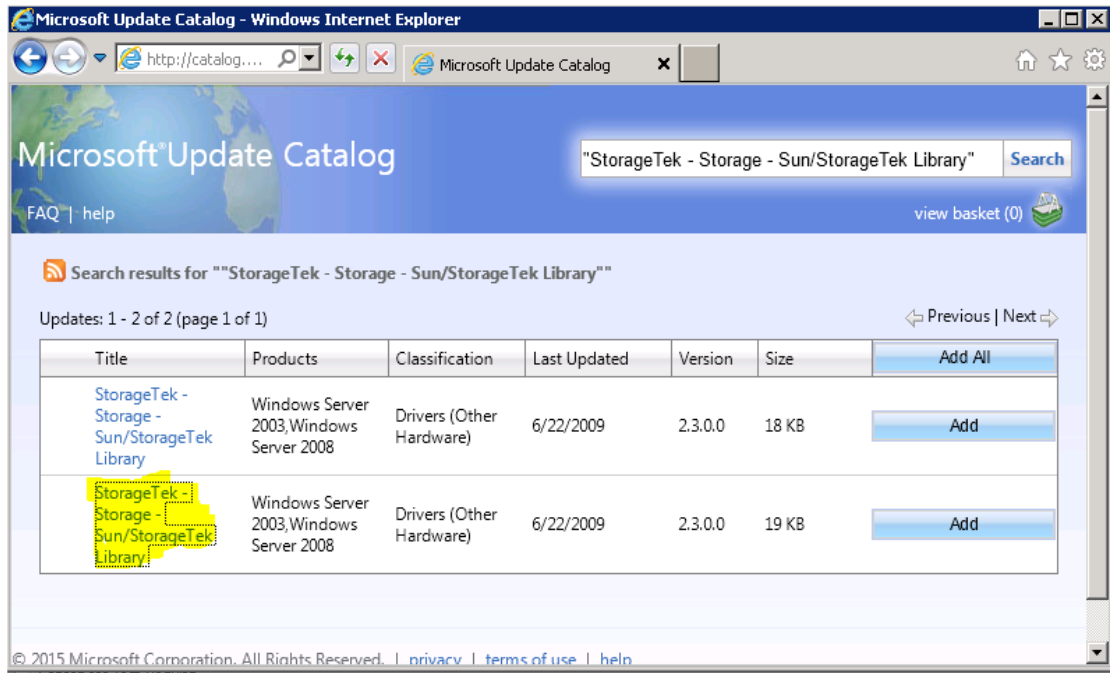 Microsoft Update Catalog - Windows Internet Explorer
http://catalog....
Microsoft Update Catalog
Microsoft®Update Catalog
"StorageTek - Storage - Sun/StorageTek Library"
Search
FAQ | help
view basket (0)
Search results for ""StorageTek - Storage - Sun/StorageTek Library""
Updates: 1 - 2 of 2 (page 1 of 1)
Previous | Next
Title Products Classification Last Updated Version Size Add All
StorageTek -
Storage -
Sun/StorageTek
Library
Windows Server
2003,Windows
Server 2008
Drivers (Other
Hardware)
6/22/2009
2.3.0.0
18 KB
Add
StorageTek -
Storage -
Sun/StorageTek
Library
Windows Server
2003,Windows
Server 2008
Drivers (Other
Hardware)
6/22/2009
2.3.0.0
19 KB
Add
© 2015 Microsoft Corporation. All Rights Reserved. | privacy | terms of use | help